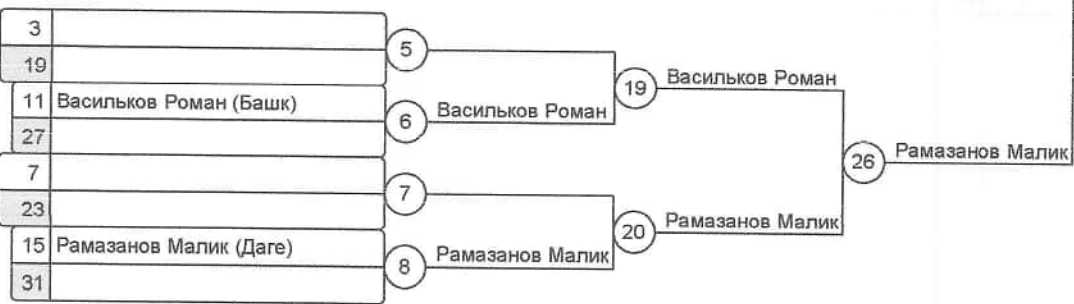 3
19
11 Васильков Роман (Башк)
27
7
23
15 Рамазанов Малик (Даге)
31
5
6
7
8
Васильков Роман
Рамазанов Малик
19
20
Васильков Роман
Рамазанов Малик
26
Рамазанов Малик